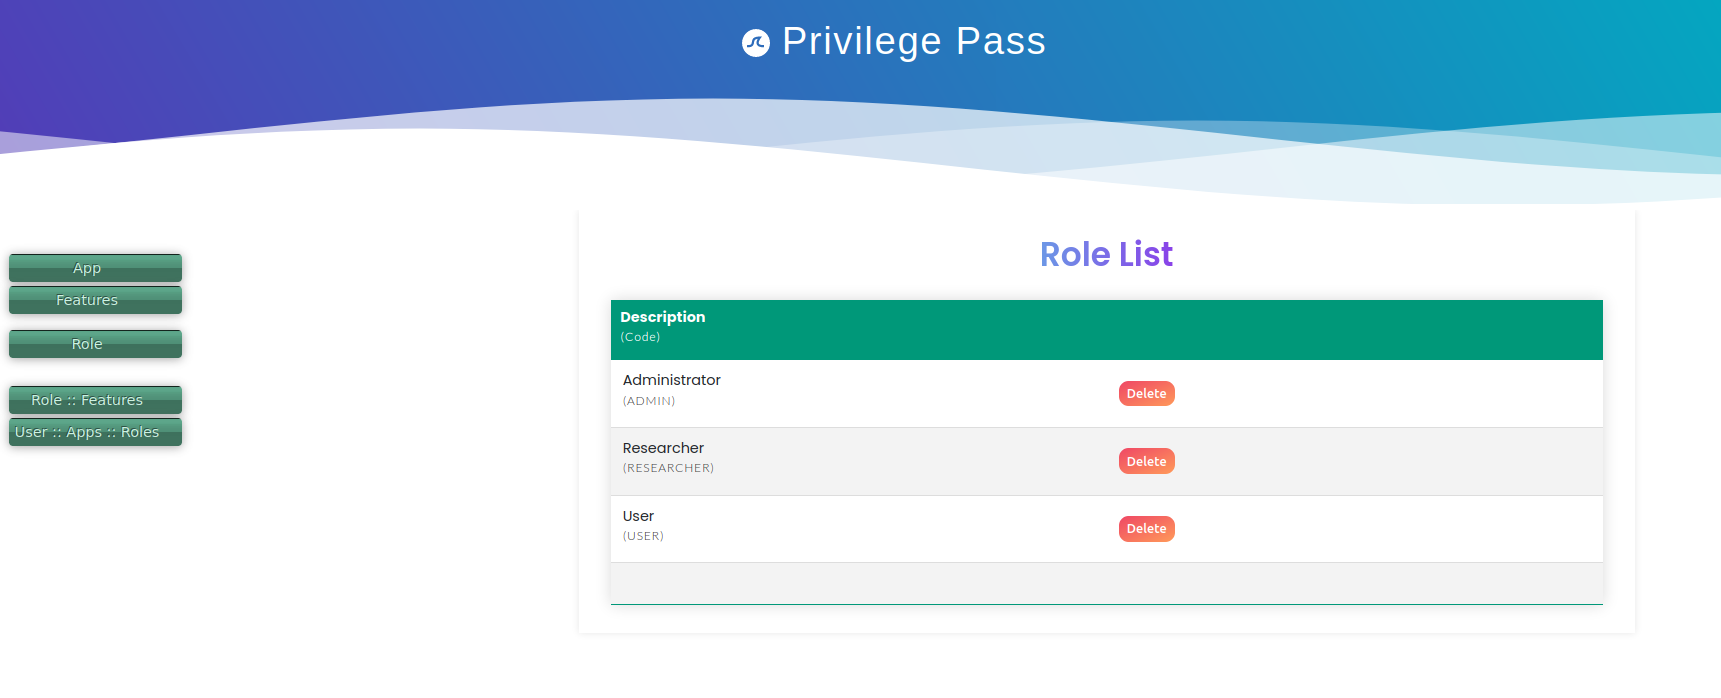 Privilege Pass
App
Features
Role
Role :: Features
User :: Apps :: Roles
Role List
Description
(Code)
Administrator
(ADMIN)
Delete
Researcher
(RESEARCHER)
Delete
User
(USER)
Delete